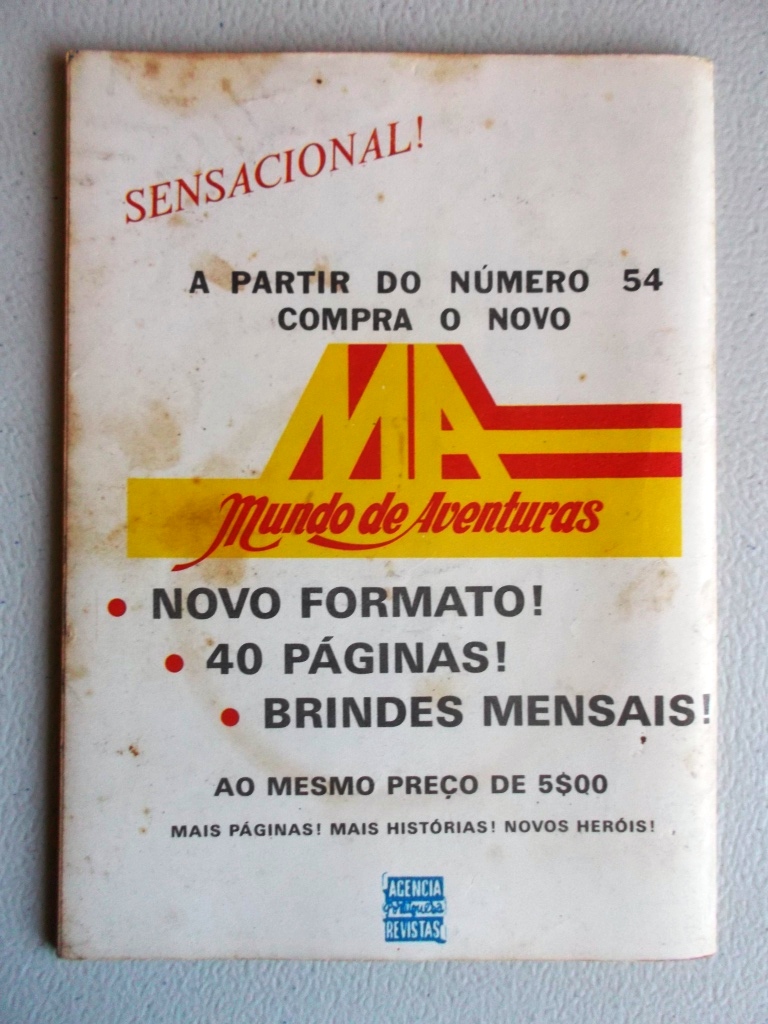 SENSACIONAL!
A PARTIR DO NÚMERO 54
COMPRA O NOVO
MA
Mundo de Aventuras
• NOVO FORMATO!
• 40 PÁGINAS!
• BRINDES MENSAIS!
AO MESMO PREÇO DE 5$00
MAIS PÁGINAS! MAIS HISTÓRIAS! NOVOS HERÓIS!
AGENCIA
portuguesa
REVISTAS